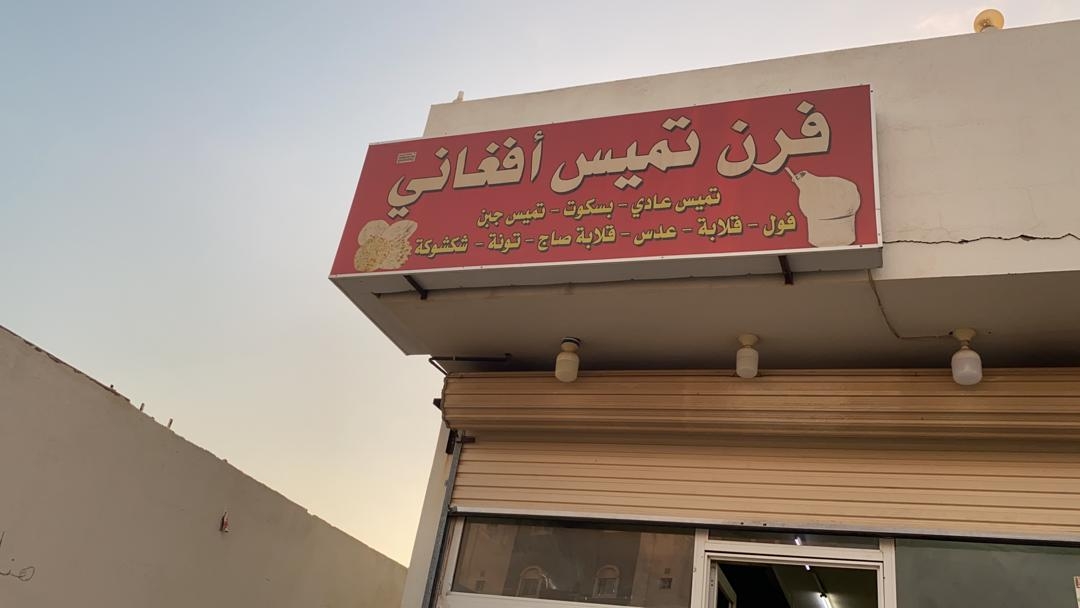 فرن تميس أفغاني
تميس عادي - بسكوت - تميس جبن
فول - قلابة - عدس - قلابة صاج - تونة - شكشوكة